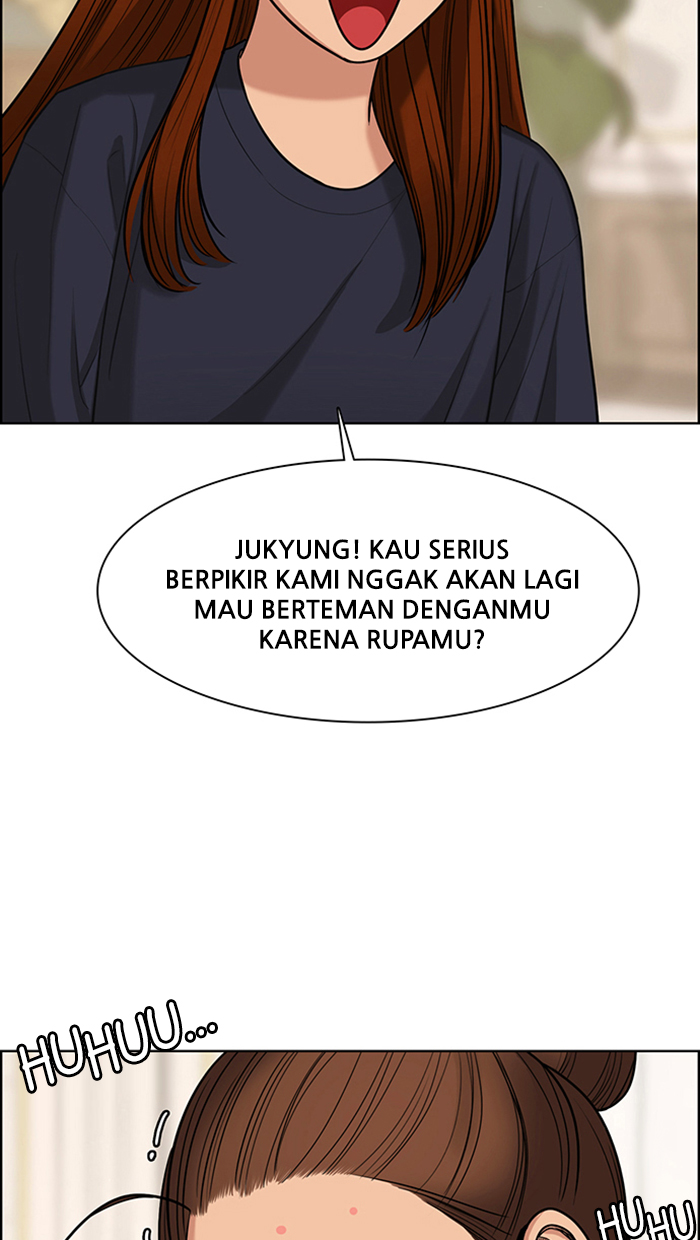 JUKYUNG! KAU SERIUS
BERPIKIR KAMI NGGAK AKAN LAGI
MAU BERTEMAN DENGANMU
KARENA RUPAMU?
HUHUU...
HUHU